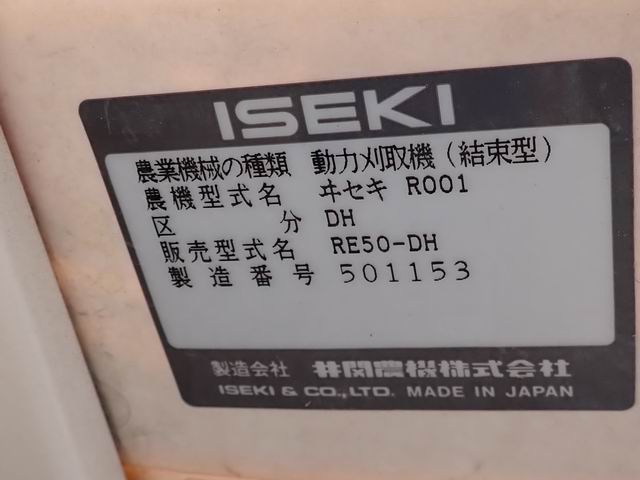 ISEKI
農業機械の種類 動力刈取機(結束型)
農機型式名 ヰセキ R001
区分 DH
販売型式名 RE50-DH
製造番号 501153
製造会社 井関農機株式会社
ISEKI & CO.,LTD. MADE IN JAPAN